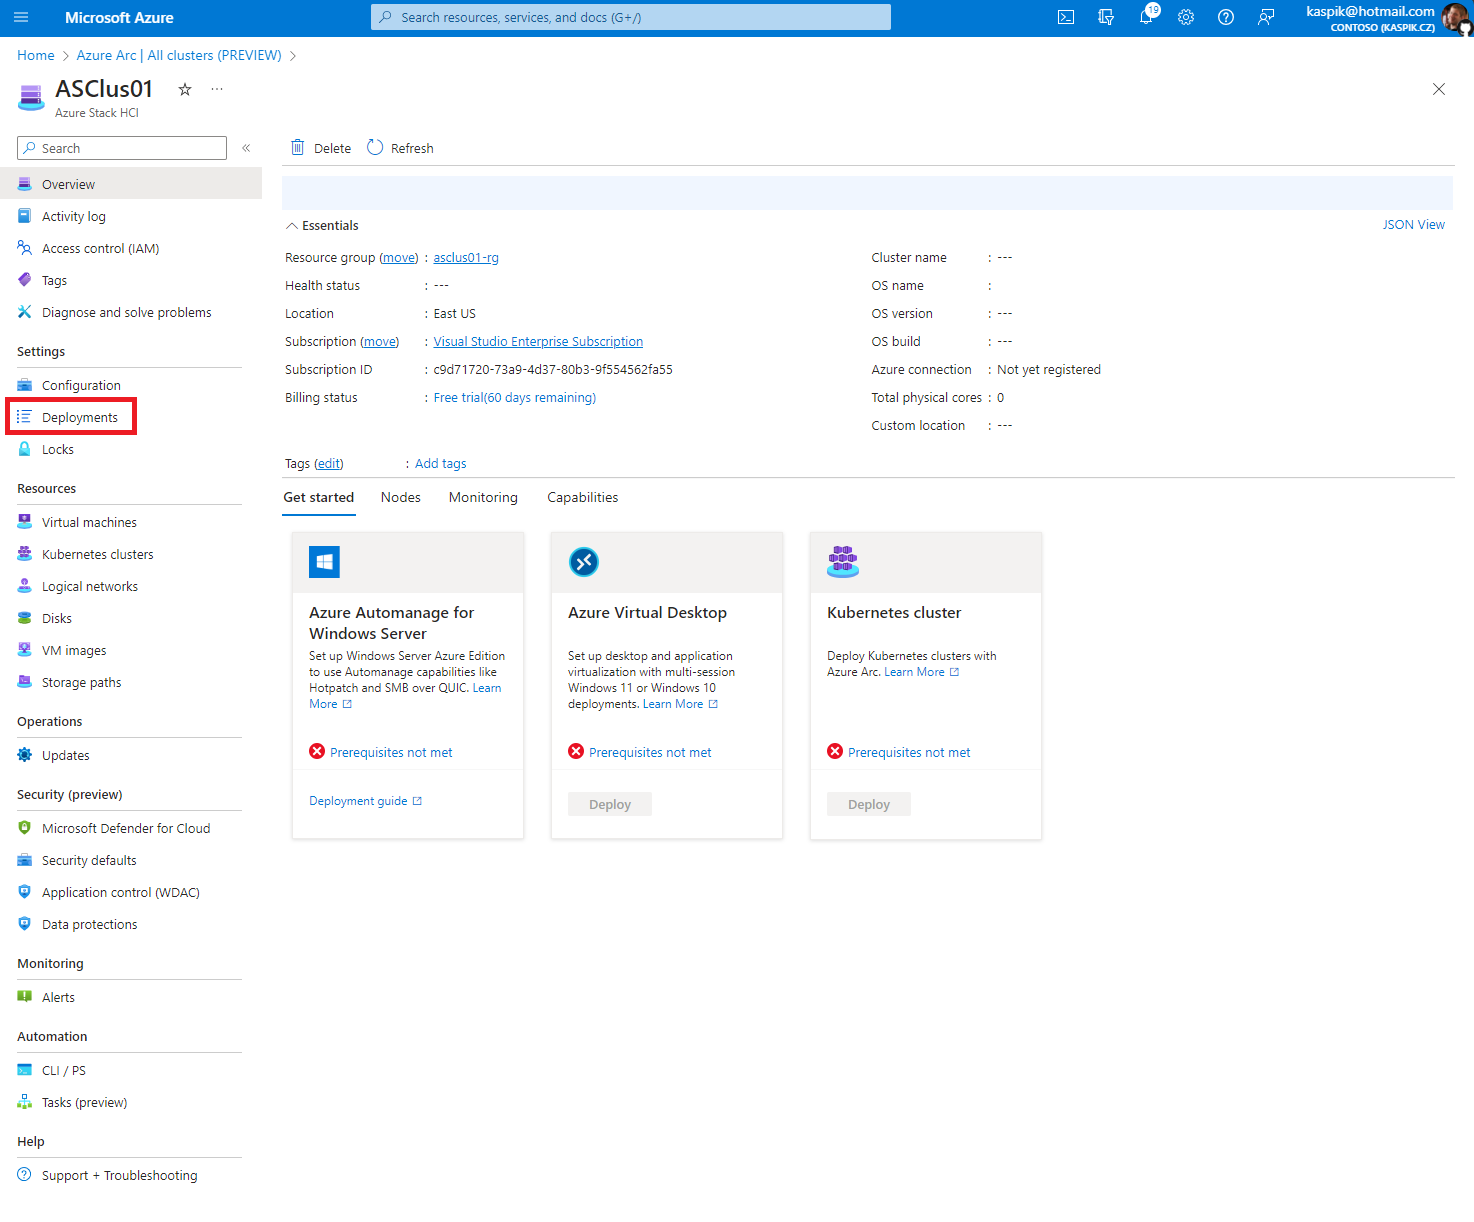 Microsoft Azure
Search resources, services, and docs (G+/)
19
kaspik@hotmail.com
CONTOSO (KASPIK.CZ)
Home > Azure Arc | All clusters (PREVIEW) >
ASClus01
Azure Stack HCI
Search
«
Delete
Refresh
Overview
Activity log
Access control (IAM)
Tags
Diagnose and solve problems
Settings
Configuration
Deployments
Locks
Resources
Virtual machines
Kubernetes clusters
Logical networks
Disks
VM images
Storage paths
Operations
Updates
Security (preview)
Microsoft Defender for Cloud
Security defaults
Application control (WDAC)
Data protections
Monitoring
Alerts
Automation
CLI / PS
Tasks (preview)
Help
Support + Troubleshooting
Essentials
JSON View
Resource group (move) : asclus01-rg
Health status : ---
Location : East US
Subscription (move) : Visual Studio Enterprise Subscription
Subscription ID : c9d71720-73a9-4d37-80b3-9f554562fa55
Billing status : Free trial(60 days remaining)
Cluster name : ---
OS name :
OS version : ---
OS build : ---
Azure connection : Not yet registered
Total physical cores : 0
Custom location : ---
Tags (edit) : Add tags
Get started
Nodes
Monitoring
Capabilities
Azure Automanage for
Windows Server
Set up Windows Server Azure Edition
to use Automanage capabilities like
Hotpatch and SMB over QUIC. Learn
More
Prerequisites not met
Deployment guide
Azure Virtual Desktop
Set up desktop and application
virtualization with multi-session
Windows 11 or Windows 10
deployments. Learn More
Prerequisites not met
Deploy
Kubernetes cluster
Deploy Kubernetes clusters with
Azure Arc. Learn More
Prerequisites not met
Deploy